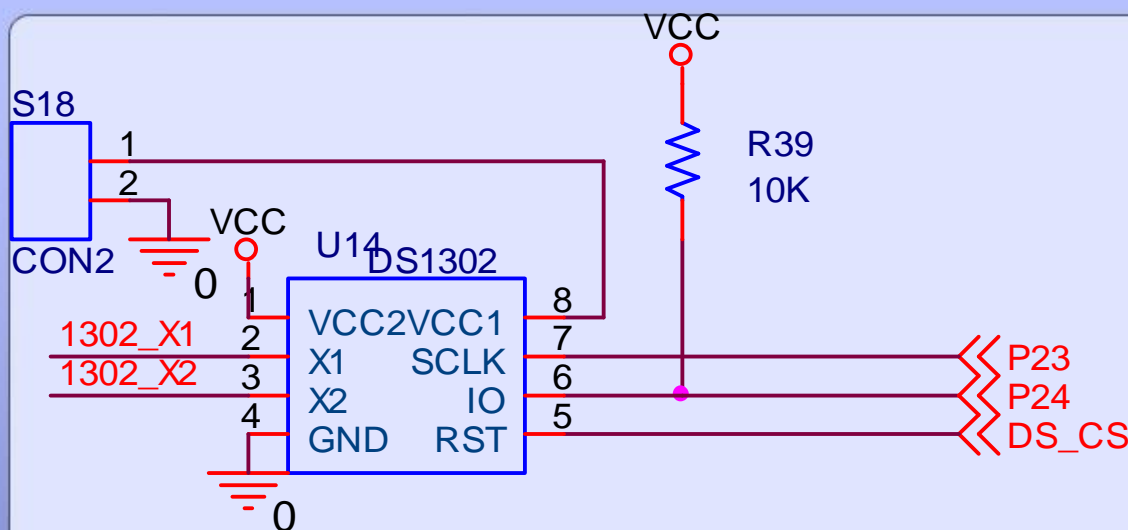 VCC
S18
1
2
CON2
0
R39
10K
VCC
U14
DS1302
1
VCC2
VCC1
8
1302_X1
2
X1
SCLK
7
P23
1302_X2
3
X2
IO
6
P24
4
GND
RST
5
DS_CS
0